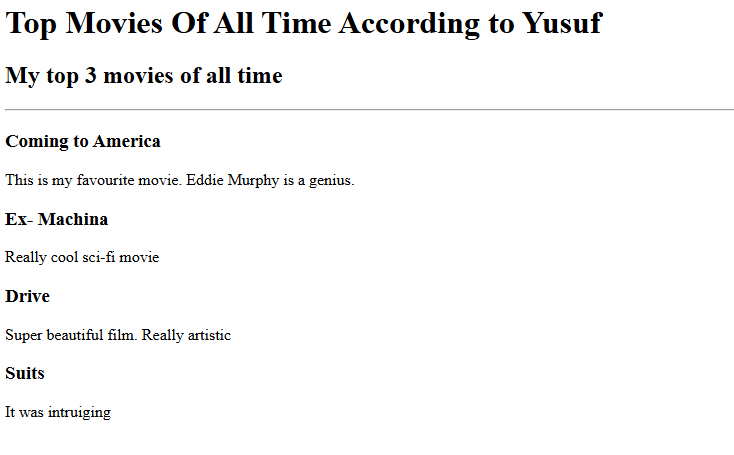 Top Movies Of All Time According to Yusuf
My top 3 movies of all time
Coming to America
This is my favourite movie. Eddie Murphy is a genius.
Ex- Machina
Really cool sci-fi movie
Drive
Super beautiful film. Really artistic
Suits
It was intruiging